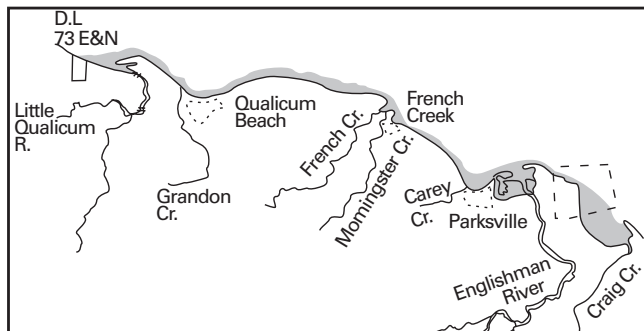 D.L
73 E&N
Little
Qualicum
R.
Grandon
Cr.
Qualicum
Beach
French Cr.
Morningster Cr.
French
Creek
Carey
Cr.
Parksville
Englishman
River
Craig Cr.